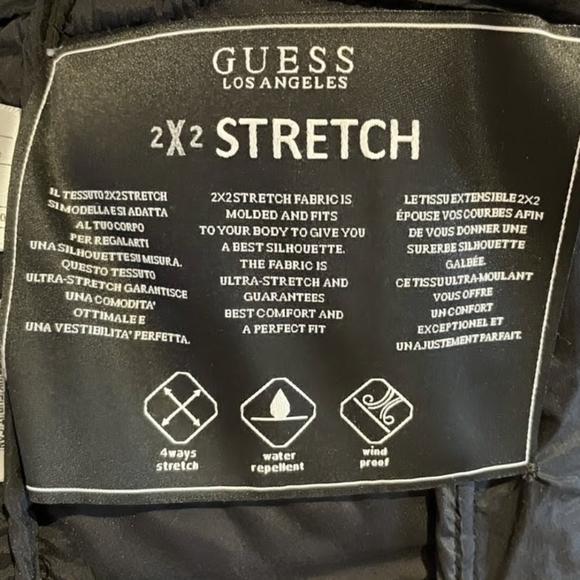 GUESS
LOS ANGELES
2X2 STRETCH
IL TESSUTO 2X2 STRETCH
SI MODELLA E SI ADATTA
AL TUO CORPO
PER REGALARTI
UNA SILHOUETTE SU MISURA.
QUESTO TESSUTO
ULTRA-STRETCH GARANTISCE
UNA COMODITA'
OTTIMALE E
UNA VESTIBILITA' PERFETTA.
2X2 STRETCH FABRIC IS
MOLDED AND FITS
TO YOUR BODY TO GIVE YOU
A BEST SILHOUETTE.
THE FABRIC IS
ULTRA-STRETCH AND
GUARANTEES
BEST COMFORT AND
A PERFECT FIT
LE TISSU EXTENSIBLE 2X2
ÉPOUSE VOS COURBES AFIN
DE VOUS DONNER UNE
SURERBE SILHOUETTE
GALBÉE.
CE TISSU ULTRA-MOULANT
VOUS OFFRE
UN CONFORT
EXCEPTIONEL ET
UN AJUSTEMENT PARFAIT.
4ways
stretch
water
repellent
wind
proof